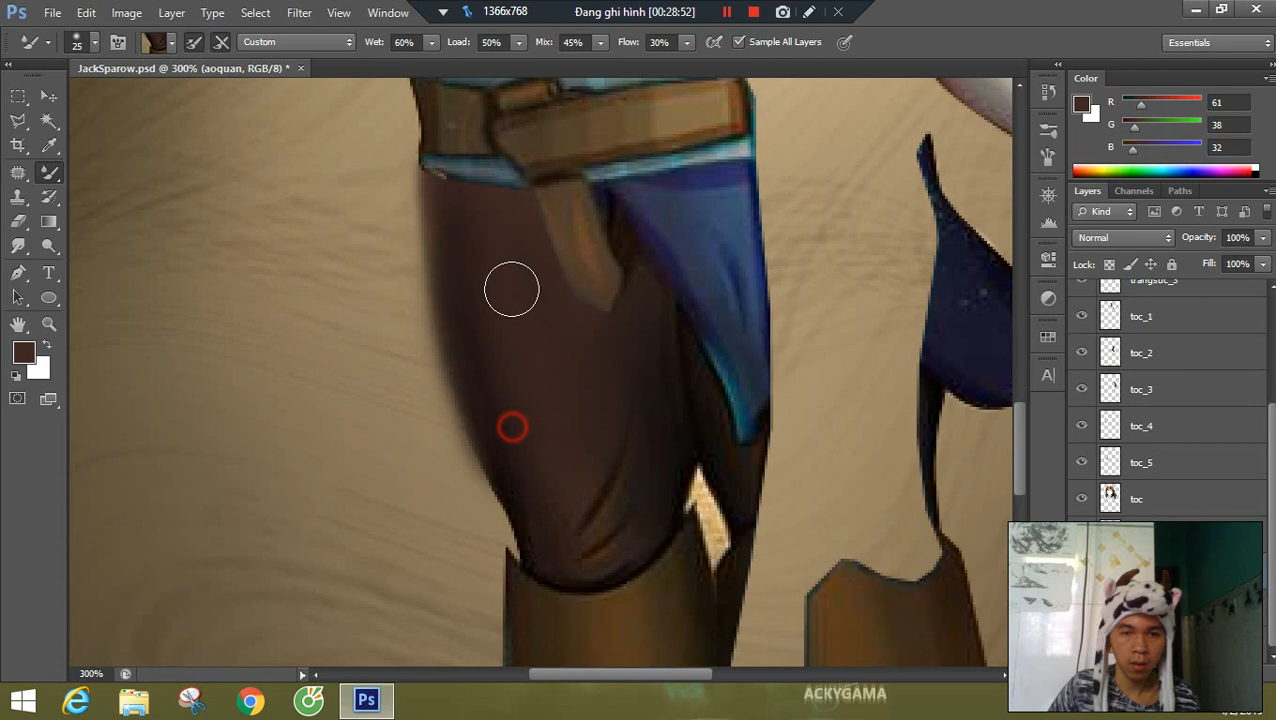 Ps File Edit Image Layer Type Select Filter View Window 1366x768 Đang ghi hình [00:28:52]
25 Custom Wet: 60% Load: 50% Mix: 45% Flow: 30% Sample All Layers Essentials
JackSparow.psd @ 300% (aoquan, RGB/8) *
Color
R 61
G 38
B 32
Layers Channels Paths
Kind
Normal Opacity: 100%
Lock: Fill: 100%
trangsuc_3
toc_1
toc_2
toc_3
toc_4
toc_5
toc
A
300%
Ps ACKYGAMA